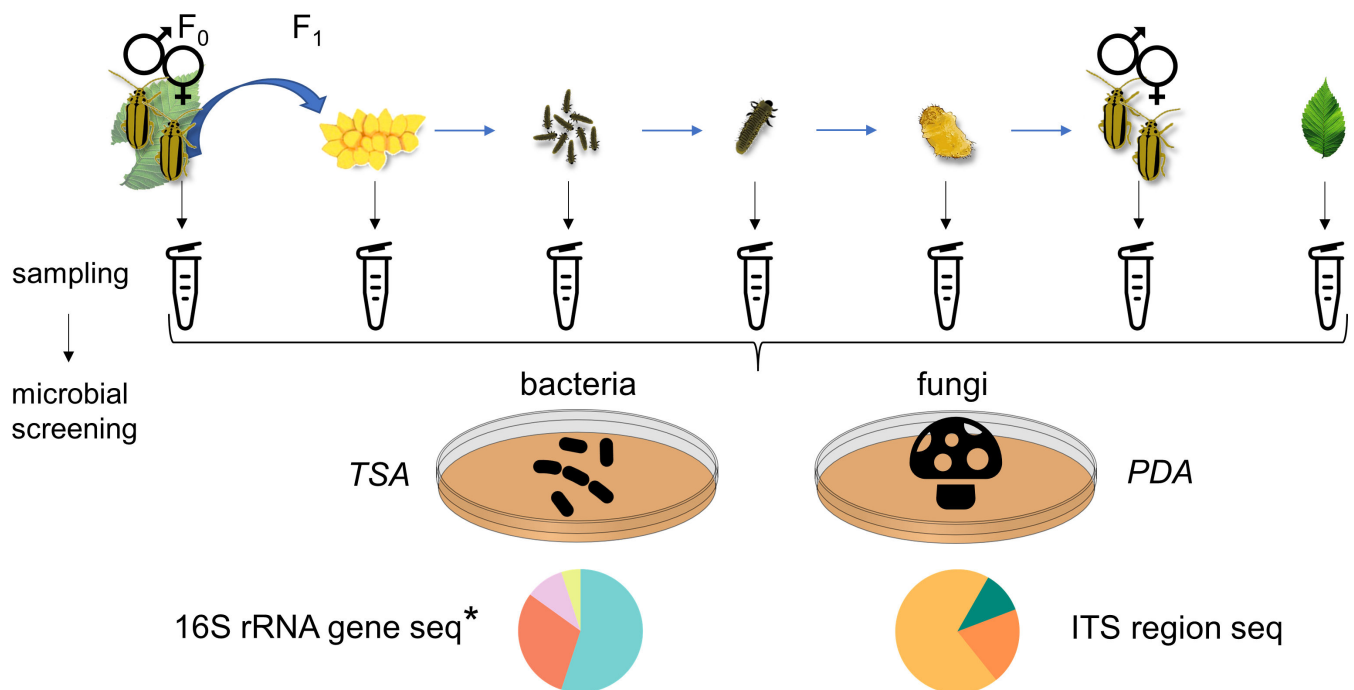 F₀
F₁
sampling
microbial
screening
bacteria
fungi
TSA
PDA
16S rRNA gene seq*
ITS region seq